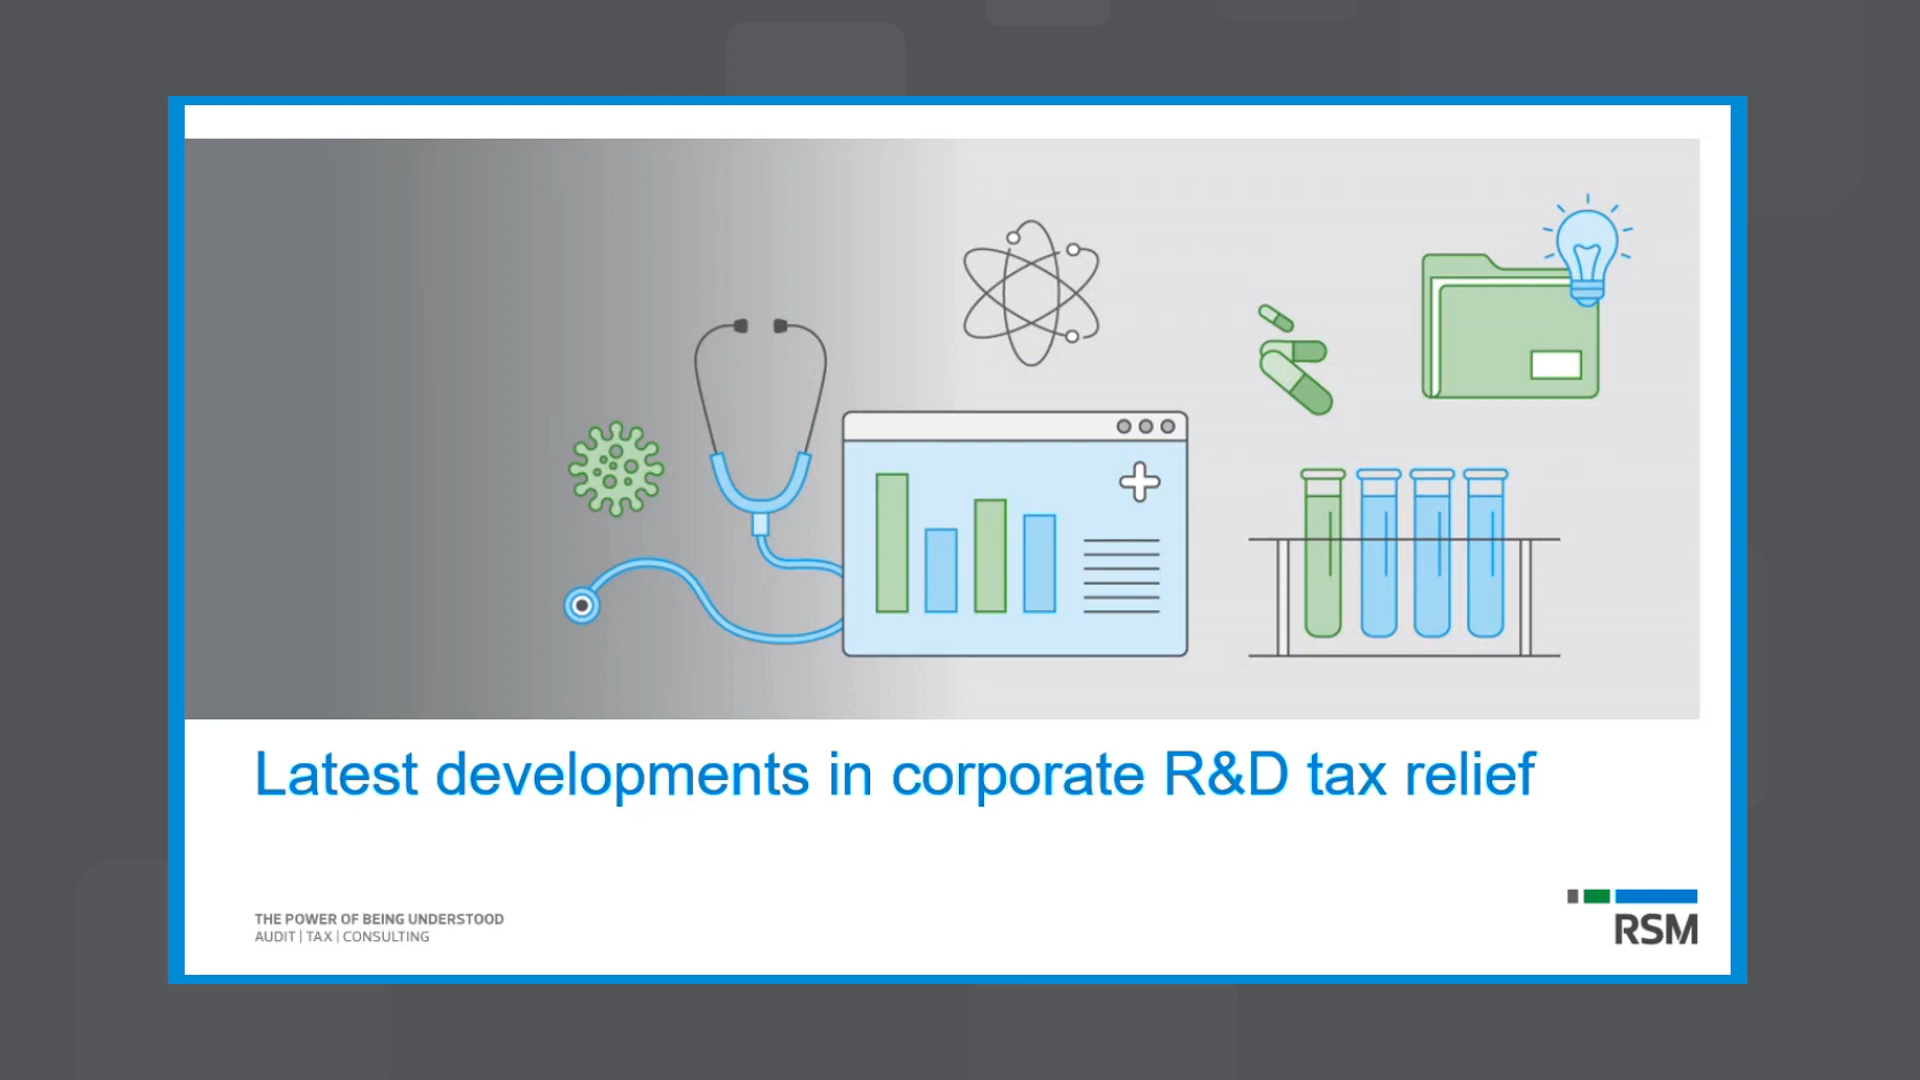 Latest developments in corporate R&D tax relief
THE POWER OF BEING UNDERSTOOD
AUDIT | TAX | CONSULTING
RSM